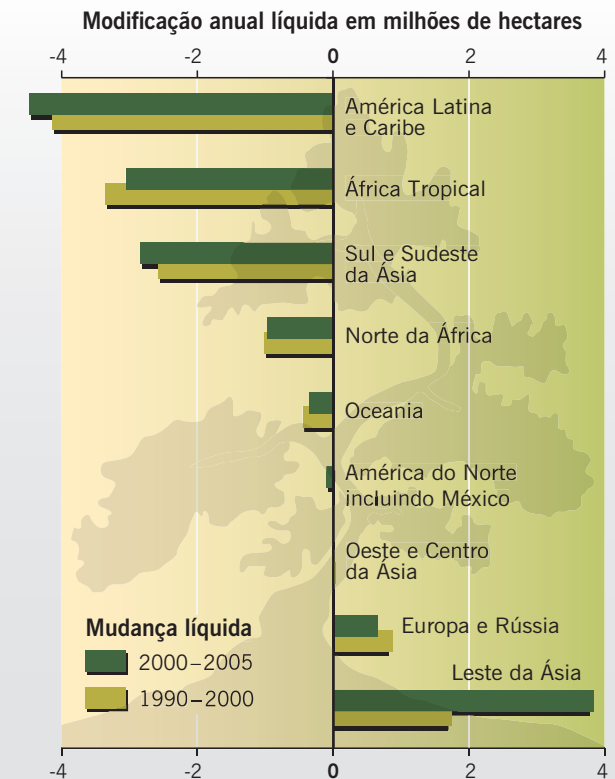 Modificação anual líquida em milhões de hectares
-4 -2 0 2 4
América Latina
e Caribe
África Tropical
Sul e Sudeste
da Ásia
Norte da África
Oceania
América do Norte
incluindo México
Oeste e Centro
da Ásia
Europa e Rússia
Leste da Ásia
Mudança líquida
2000–2005
1990–2000
-4 -2 0 2 4